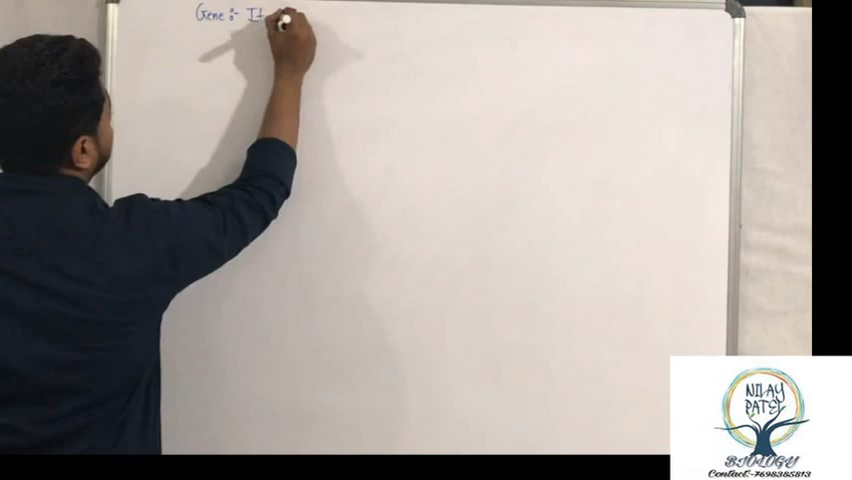 Gene :- It
NILAY
PATEL
BIOLOGY
Contact:-7698385813